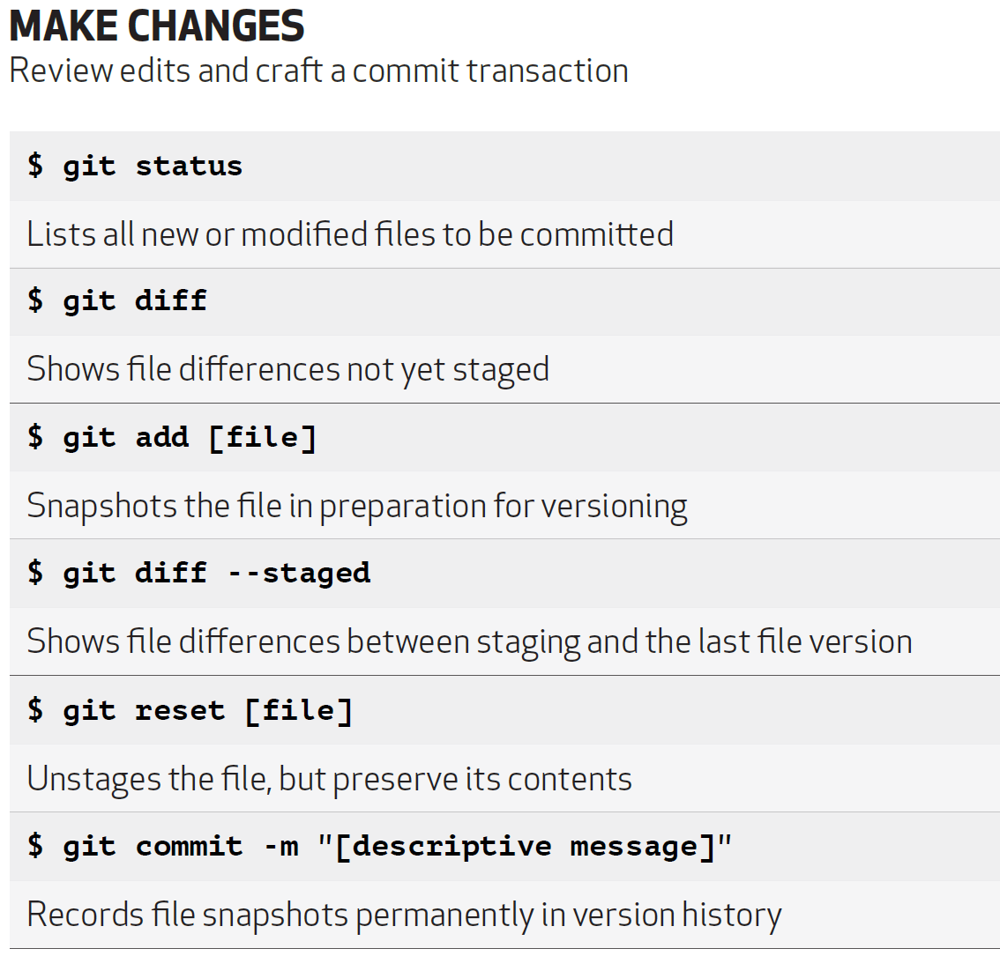 MAKE CHANGES
Review edits and craft a commit transaction
$ git status
Lists all new or modified files to be committed
$ git diff
Shows file differences not yet staged
$ git add [file]
Snapshots the file in preparation for versioning
$ git diff --staged
Shows file differences between staging and the last file version
$ git reset [file]
Unstages the file, but preserve its contents
$ git commit -m "[descriptive message]"
Records file snapshots permanently in version history